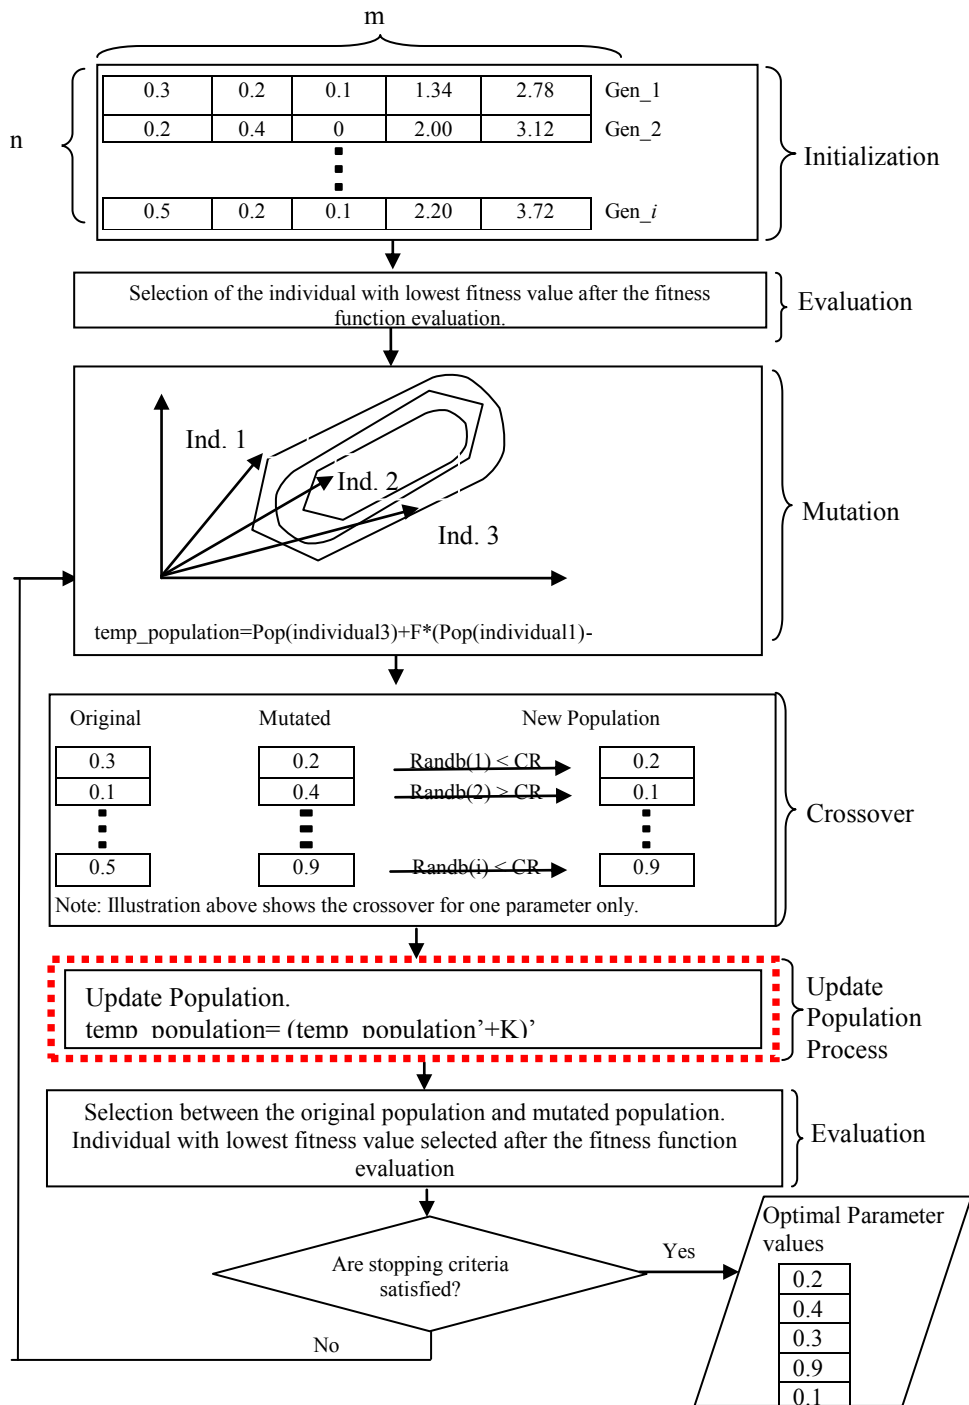 m
n
0.3 0.2 0.1 1.34 2.78 Gen_1
0.2 0.4 0 2.00 3.12 Gen_2
0.5 0.2 0.1 2.20 3.72 Gen_i
Initialization
Selection of the individual with lowest fitness value after the fitness
function evaluation.
Evaluation
Ind. 1
Ind. 2
Ind. 3
Mutation
temp_population=Pop(individual3)+F*(Pop(individual1)-
Original Mutated New Population
0.3 0.2 Randb(1) < CR 0.2
0.1 0.4 Randb(2) > CR 0.1
0.5 0.9 Randb(i) < CR 0.9
Note: Illustration above shows the crossover for one parameter only.
Crossover
Update Population.
temp_population= (temp_population’+K)’
Update
Population
Process
Selection between the original population and mutated population.
Individual with lowest fitness value selected after the fitness function
evaluation
Evaluation
Are stopping criteria
satisfied?
Yes
No
Optimal Parameter
values
0.2
0.4
0.3
0.9
0.1